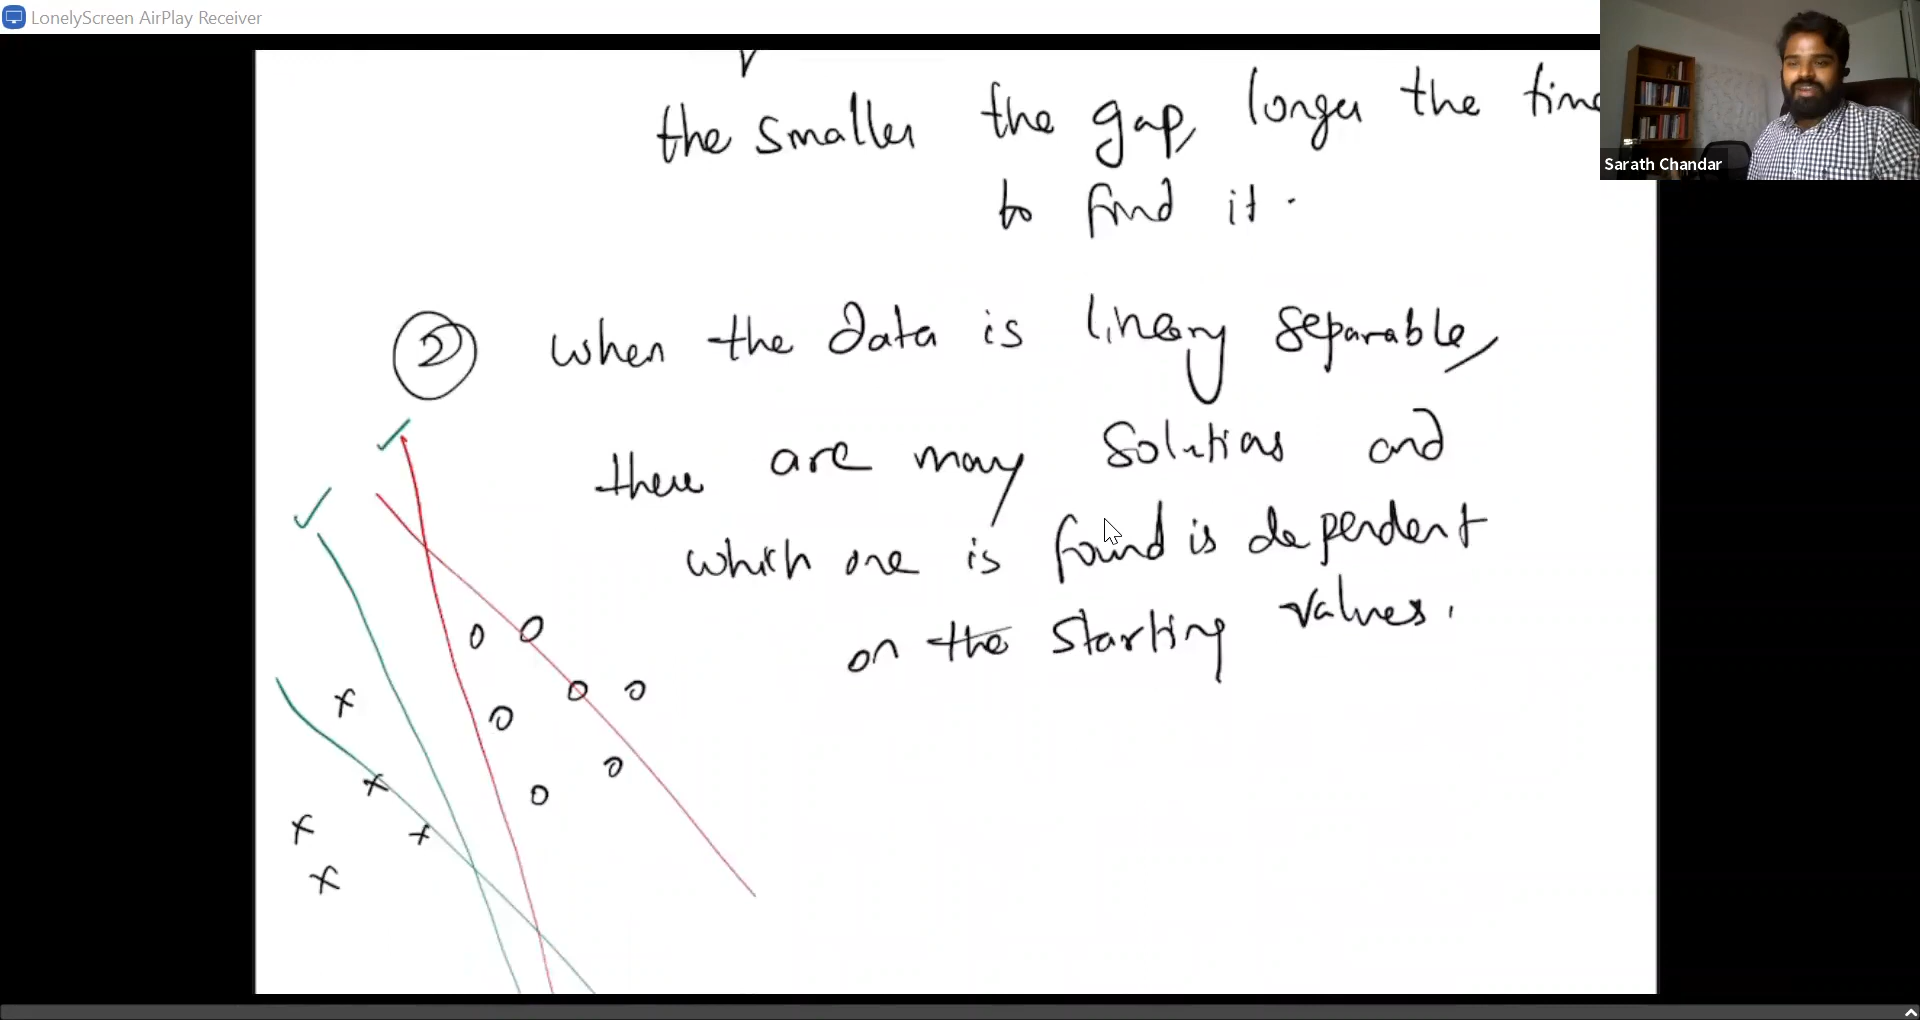 LonelyScreen AirPlay Receiver
the smaller the gap, longer the time
to find it.
Sarath Chandar
2 When the data is lineary separable,
there are many solutions and
which one is found is dependent
on the starting values.